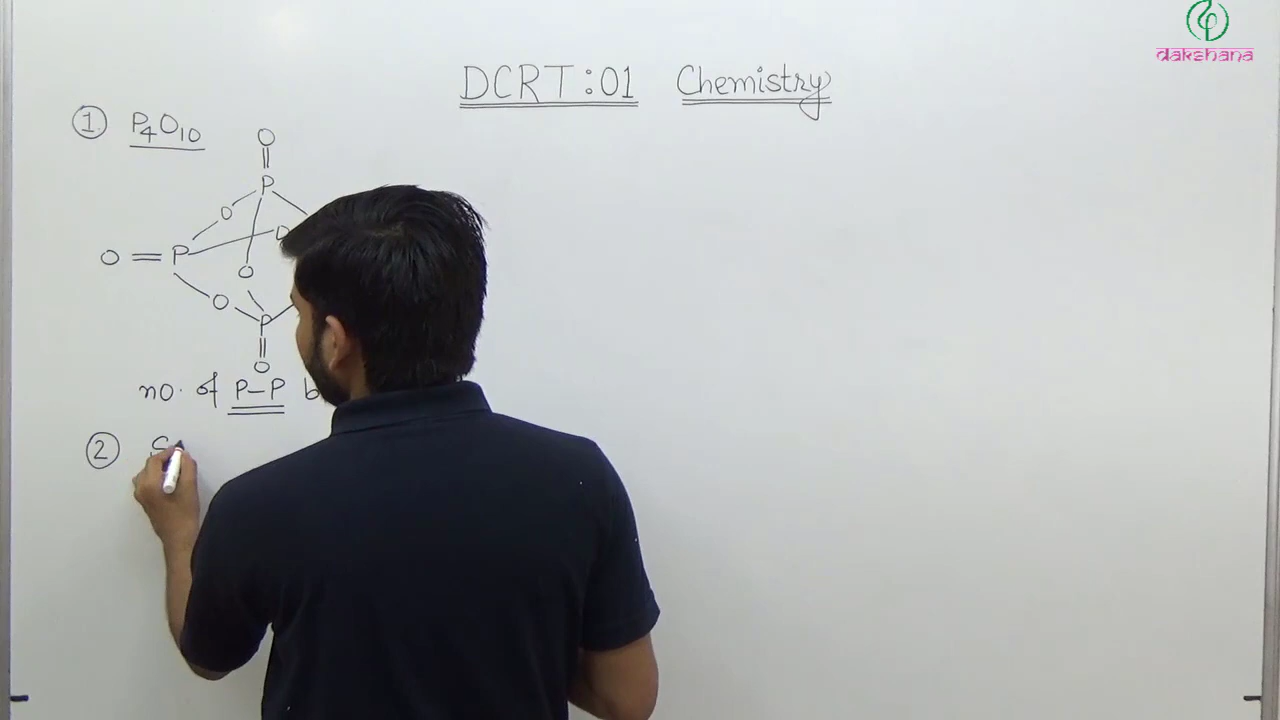 dakshana
DCRT:01 Chemistry
① P₄O₁₀
O
||
P
O
O = P
O
O
P
||
O
no. of P–P
②